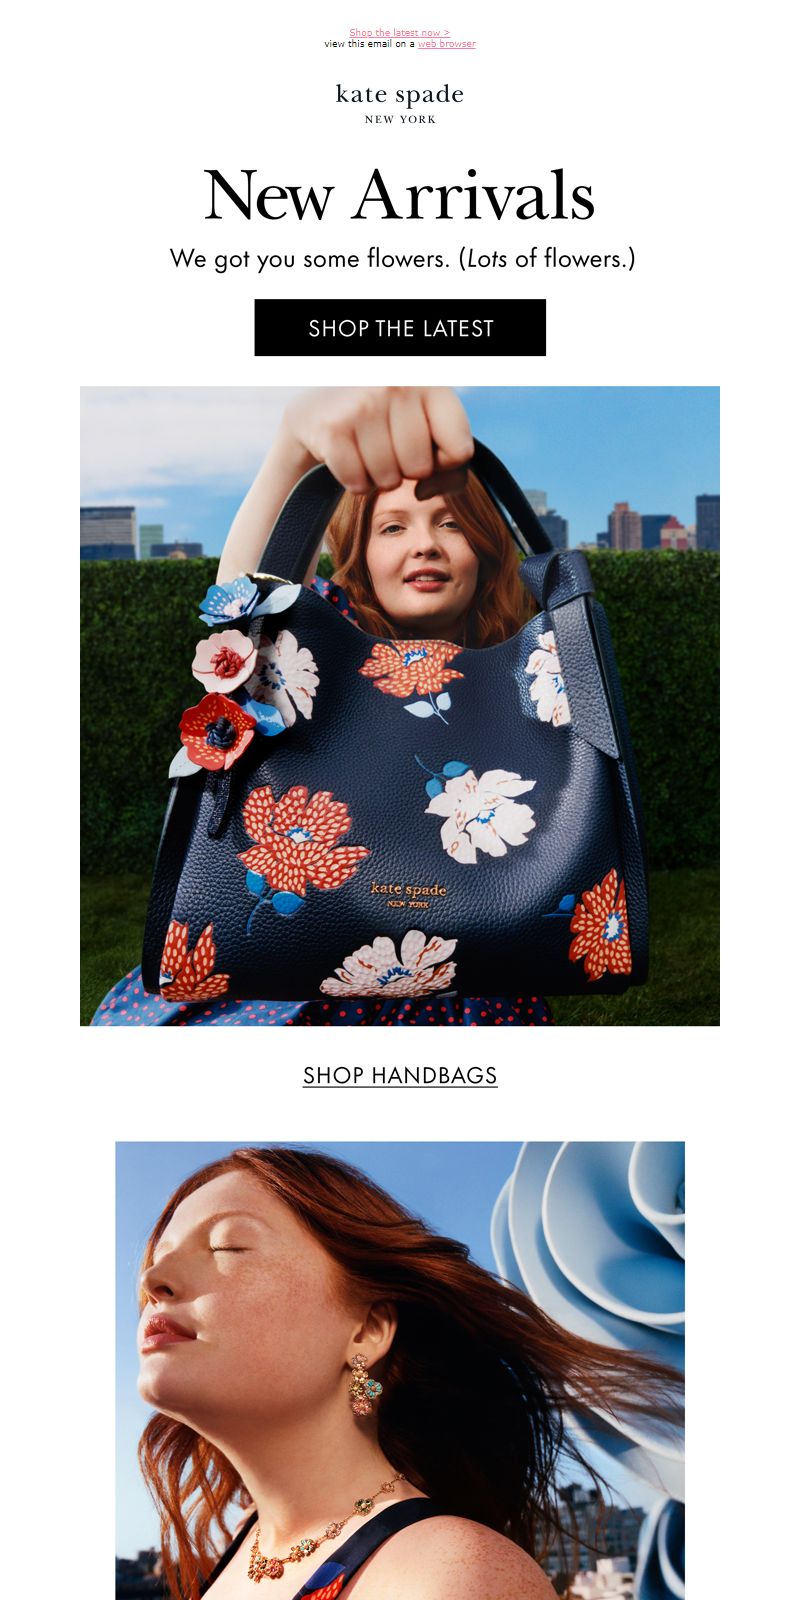 Shop the latest now >
view this email on a web browser
kate spade
NEW YORK
New Arrivals
We got you some flowers. (Lots of flowers.)
SHOP THE LATEST
kate spade
NEW YORK
SHOP HANDBAGS